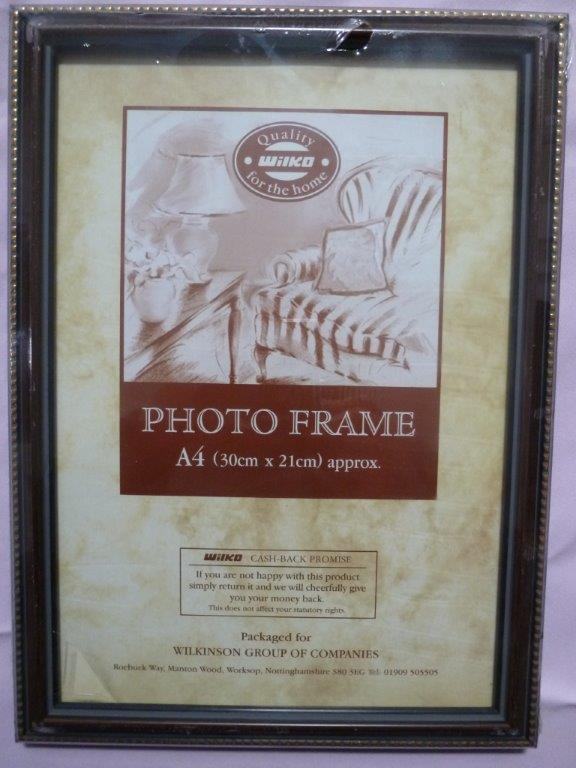 Quality
WILKO
for the home
PHOTO FRAME
A4 (30cm x 21cm) approx.
WILKO CASH-BACK PROMISE
If you are not happy with this product
simply return it and we will cheerfully give
you your money back.
This does not affect your statutory rights.
Packaged for
WILKINSON GROUP OF COMPANIES
Roebuck Way, Manton Wood, Worksop, Nottinghamshire S80 3EG Tel: 01909 505505